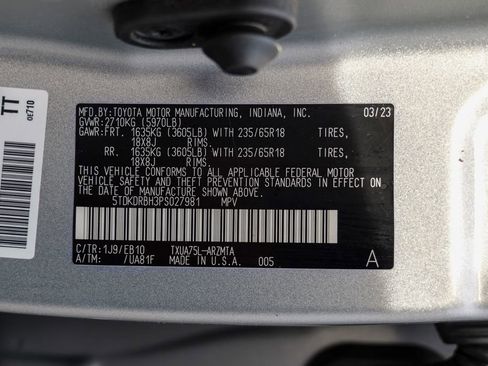 MFD.BY:TOYOTA MOTOR MANUFACTURING, INDIANA, INC. 03/23
GVWR:2710KG (5970LB)
GAWR:FRT. 1635KG (3605LB) WITH 235/65R18 TIRES,
18X8J RIMS.
RR. 1635KG (3605LB) WITH 235/65R18 TIRES,
18X8J RIMS.
THIS VEHICLE CONFORMS TO ALL APPLICABLE FEDERAL MOTOR
VEHICLE SAFETY AND THEFT PREVENTION STANDARDS IN EFFECT ON
THE DATE OF MANUFACTURE SHOWN ABOVE.
5TDKDRBH3PS027981 MPV
C/TR:1J9/EB10 TXUA75L-ARZMTA
A/TM: /UA81F MADE IN U.S.A. 005 A
TT
0E710